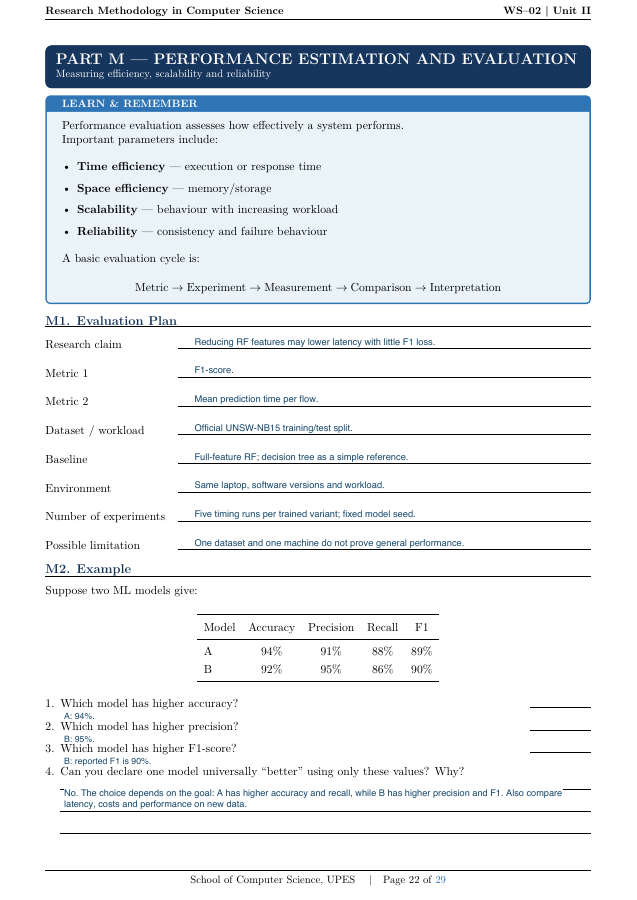 Research Methodology in Computer Science WS–02 | Unit II
PART M — PERFORMANCE ESTIMATION AND EVALUATION
Measuring efficiency, scalability and reliability
LEARN & REMEMBER
Performance evaluation assesses how effectively a system performs.
Important parameters include:
• Time efficiency — execution or response time
• Space efficiency — memory/storage
• Scalability — behaviour with increasing workload
• Reliability — consistency and failure behaviour
A basic evaluation cycle is:
Metric → Experiment → Measurement → Comparison → Interpretation
M1. Evaluation Plan
Research claim Reducing RF features may lower latency with little F1 loss.
Metric 1 F1-score.
Metric 2 Mean prediction time per flow.
Dataset / workload Official UNSW-NB15 training/test split.
Baseline Full-feature RF; decision tree as a simple reference.
Environment Same laptop, software versions and workload.
Number of experiments Five timing runs per trained variant; fixed model seed.
Possible limitation One dataset and one machine do not prove general performance.
M2. Example
Suppose two ML models give:
Model Accuracy Precision Recall F1
A 94% 91% 88% 89%
B 92% 95% 86% 90%
1. Which model has higher accuracy?
A: 94%.
2. Which model has higher precision?
B: 95%.
3. Which model has higher F1-score?
B: reported F1 is 90%.
4. Can you declare one model universally “better” using only these values? Why?
No. The choice depends on the goal: A has higher accuracy and recall, while B has higher precision and F1. Also compare
latency, costs and performance on new data.
School of Computer Science, UPES | Page 22 of 29